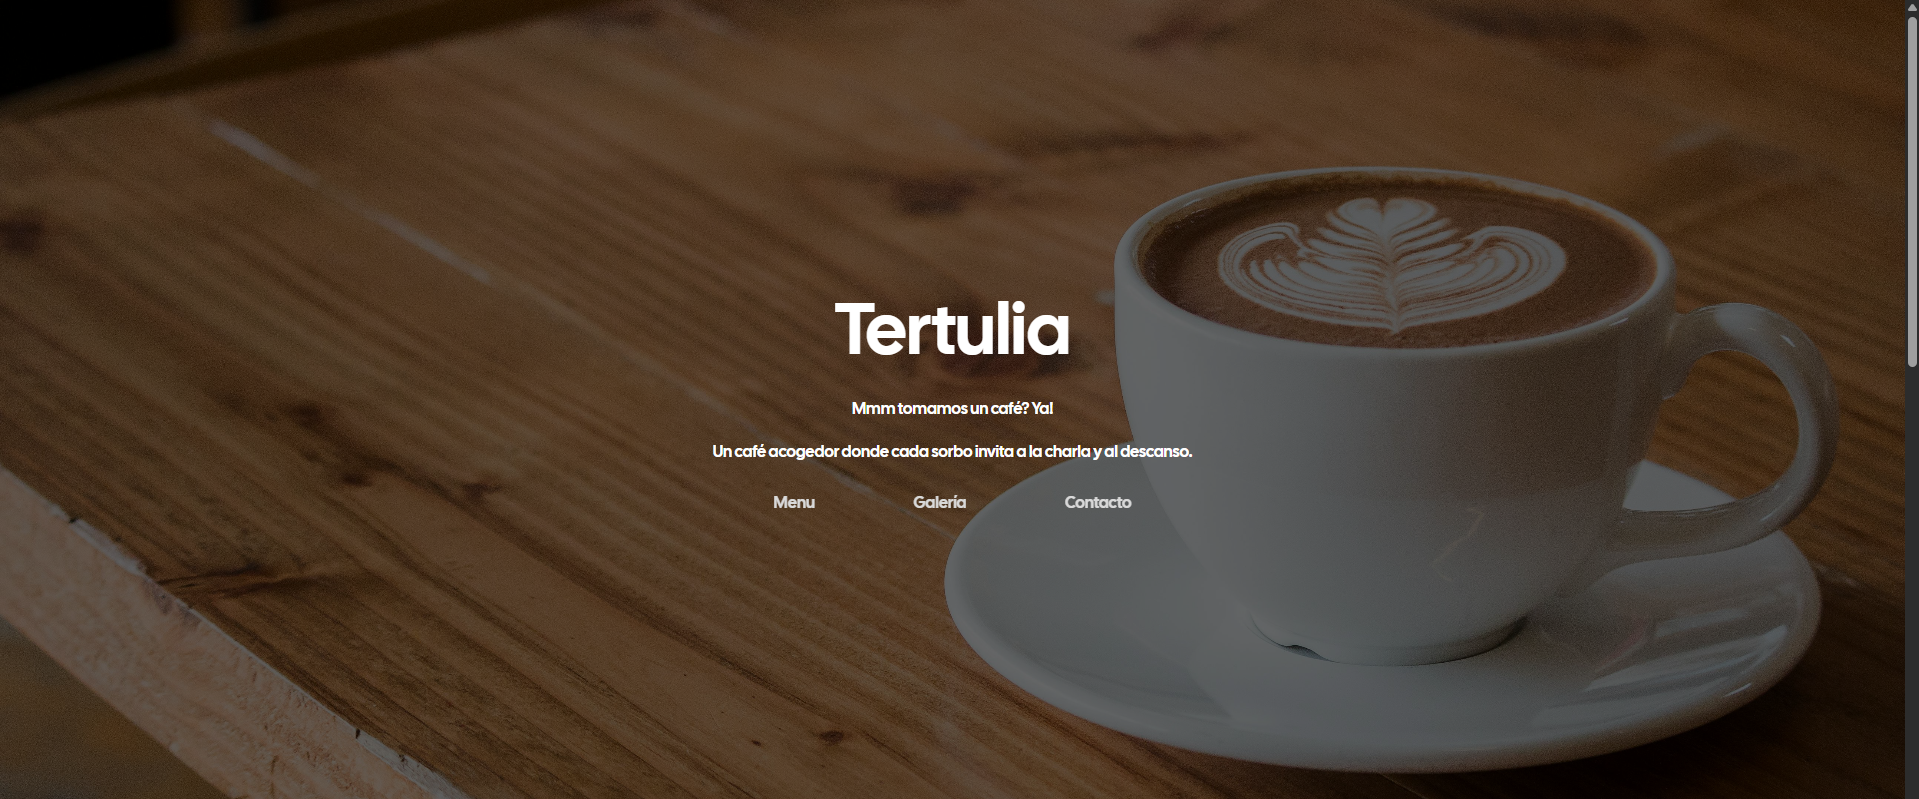 Tertulia
Mmm tomamos un café? Ya!
Un café acogedor donde cada sorbo invita a la charla y al descanso.
Menu Galería Contacto